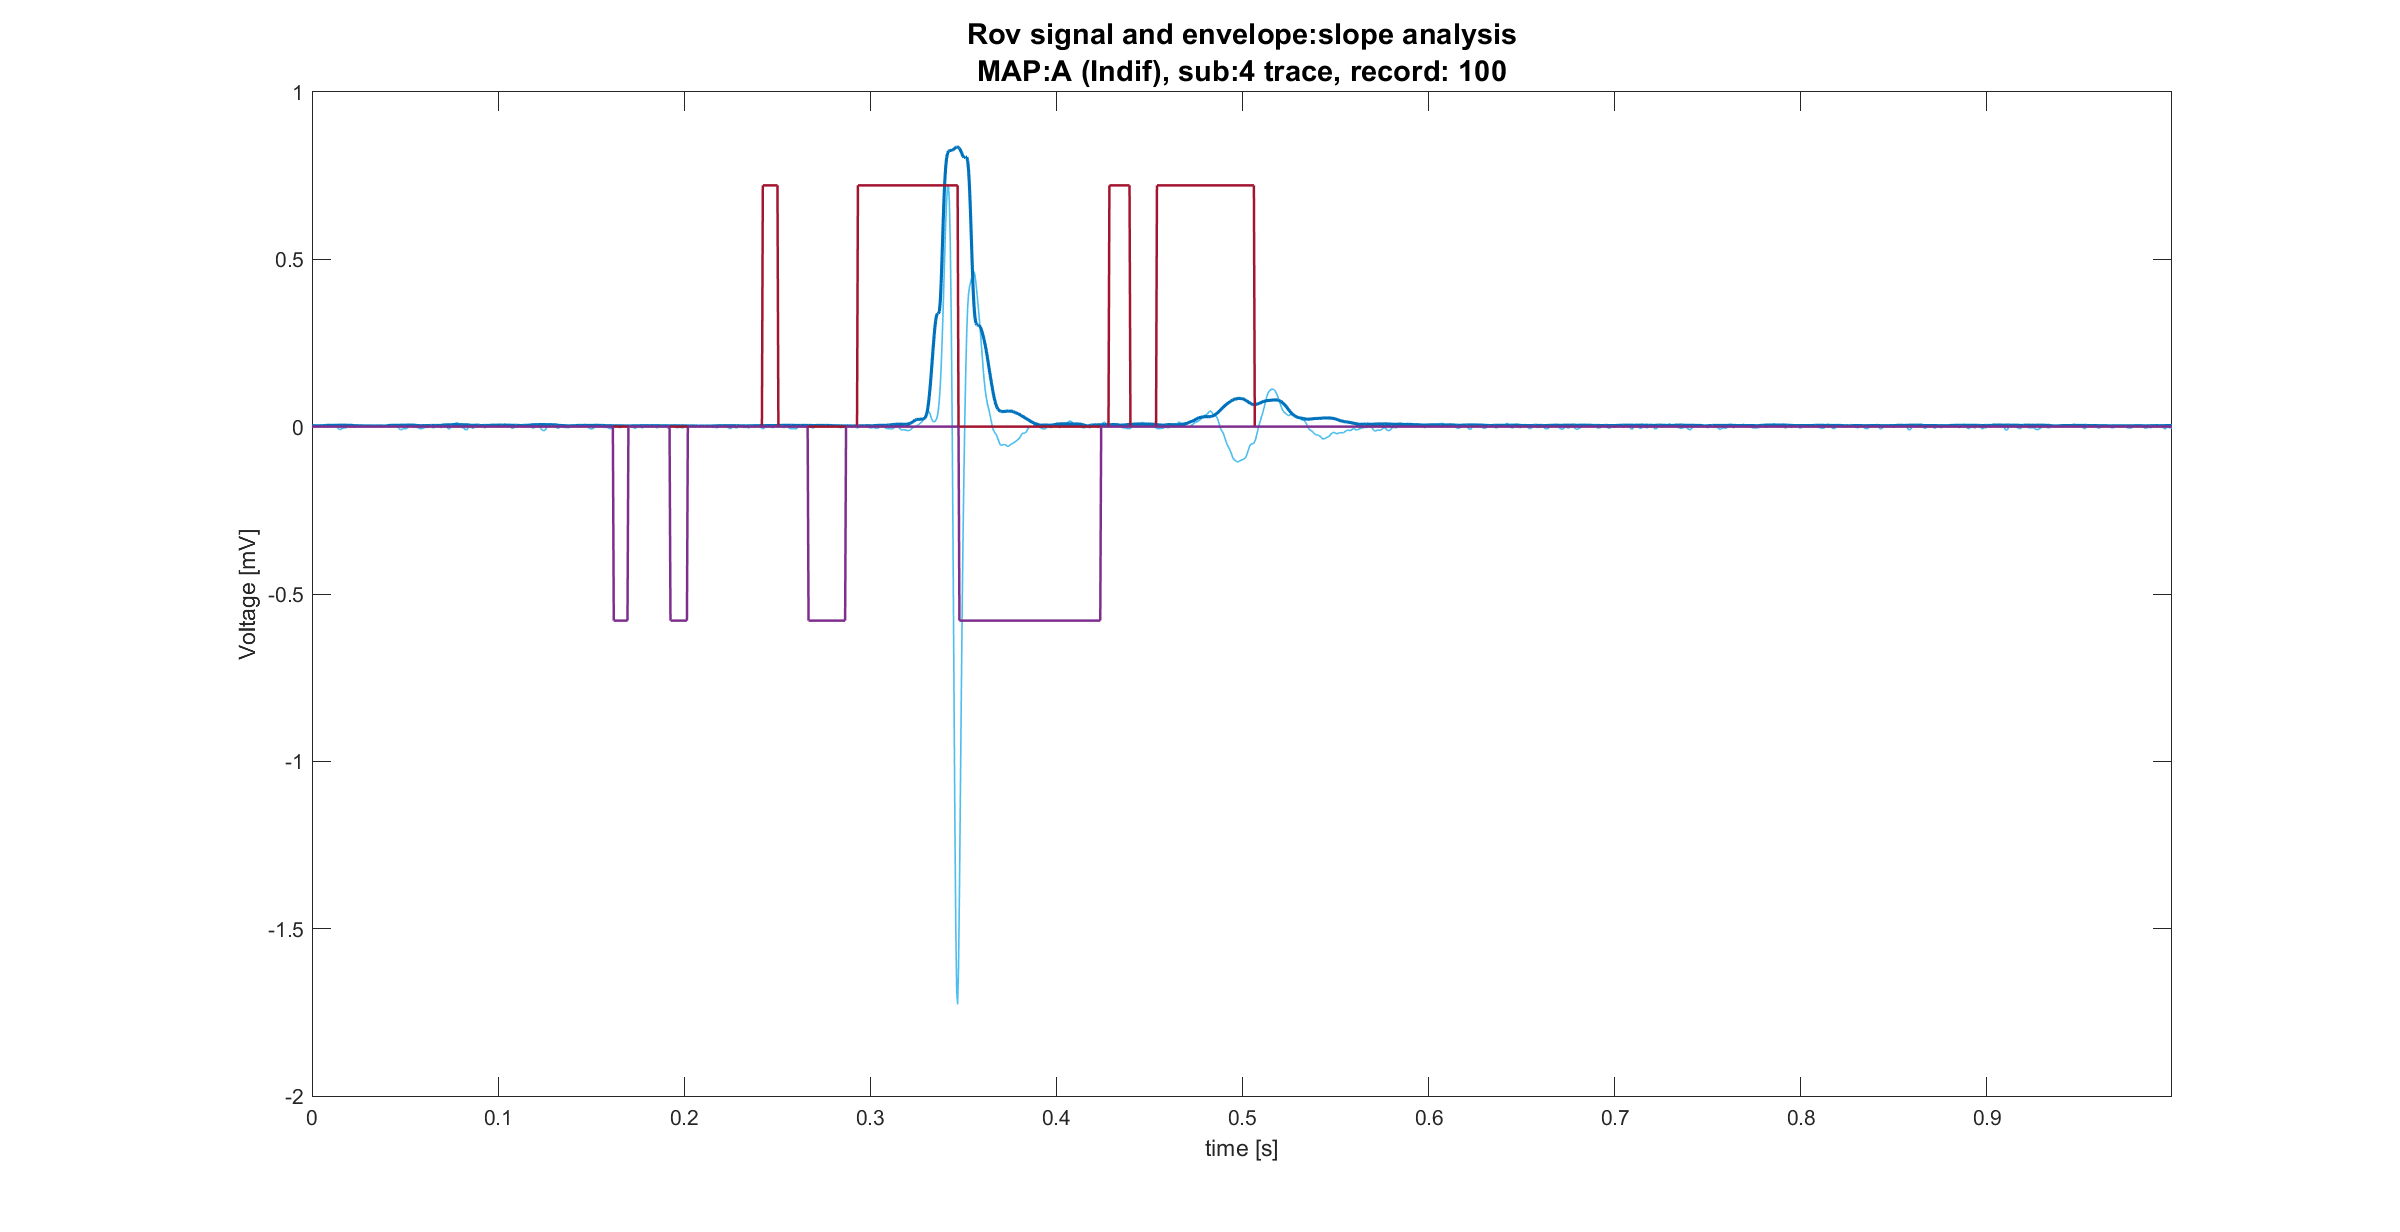 Rov signal and envelope:slope analysis
MAP:A (Indif), sub:4 trace, record: 100
1
0.5
0
-0.5
-1
-1.5
-2
Voltage [mV]
0 0.1 0.2 0.3 0.4 0.5 0.6 0.7 0.8 0.9
time [s]